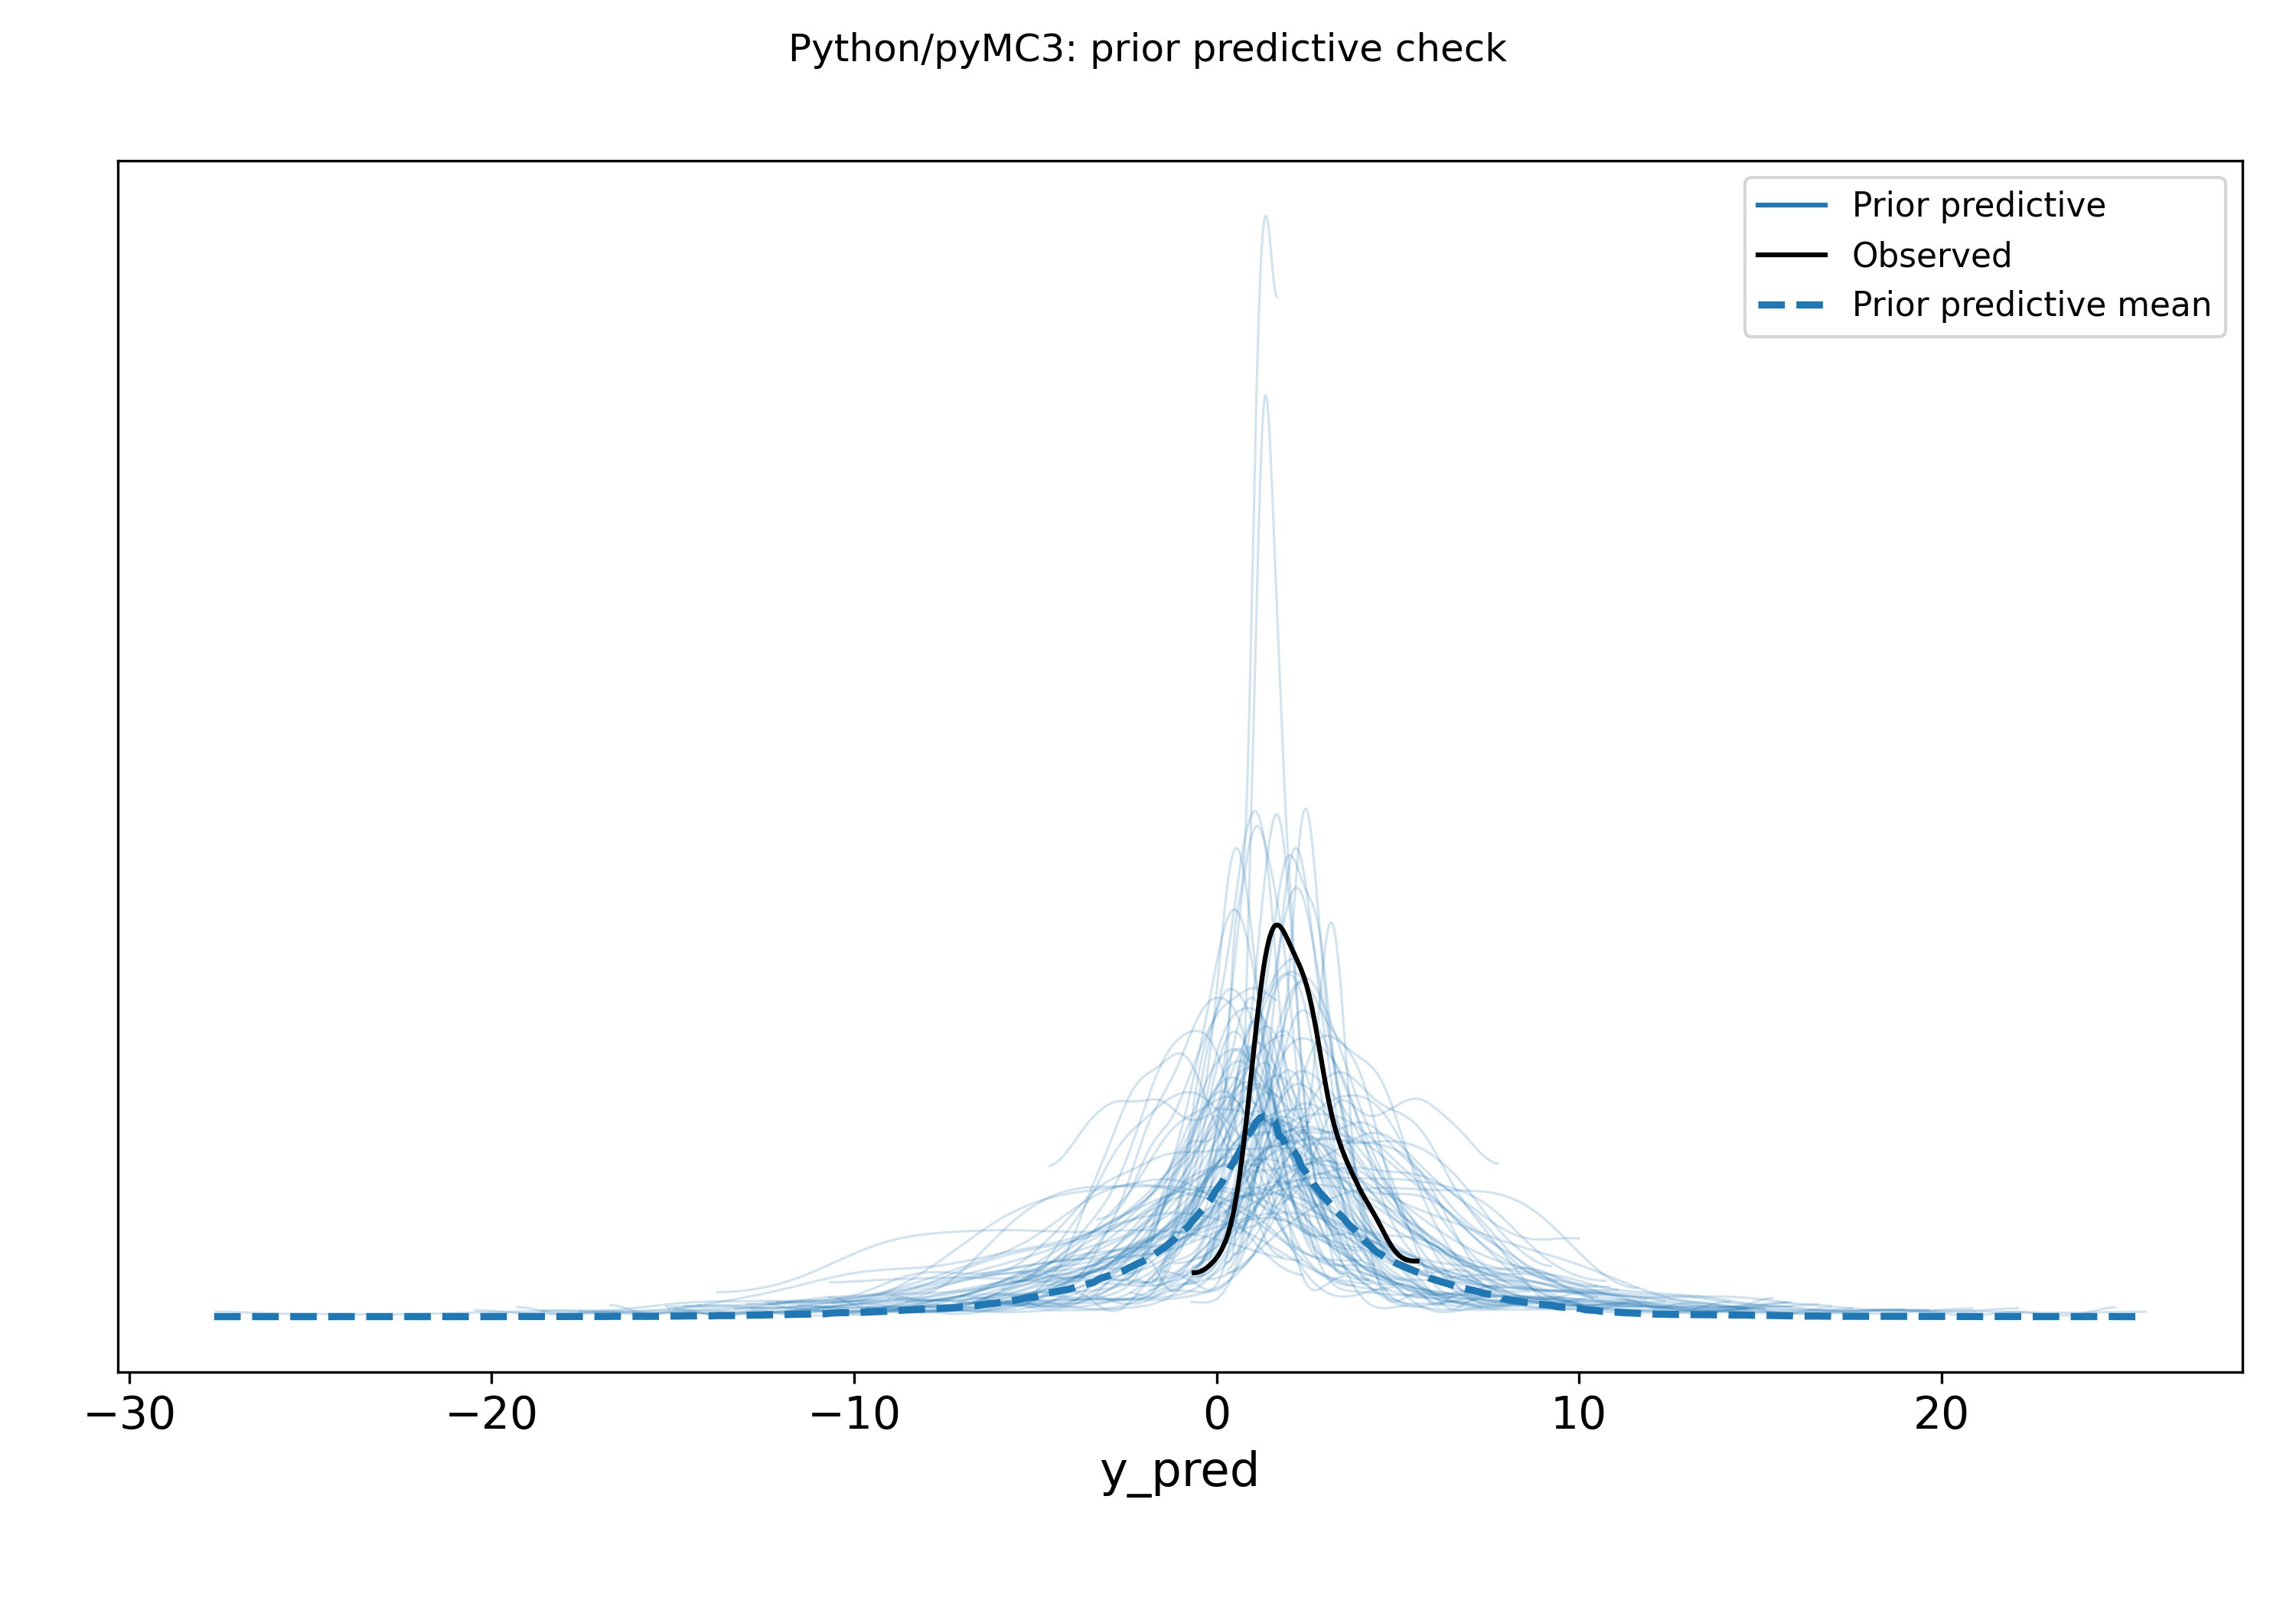 Python/pyMC3: prior predictive check
Prior predictive
Observed
Prior predictive mean
−30 −20 −10 0 10 20
y_pred